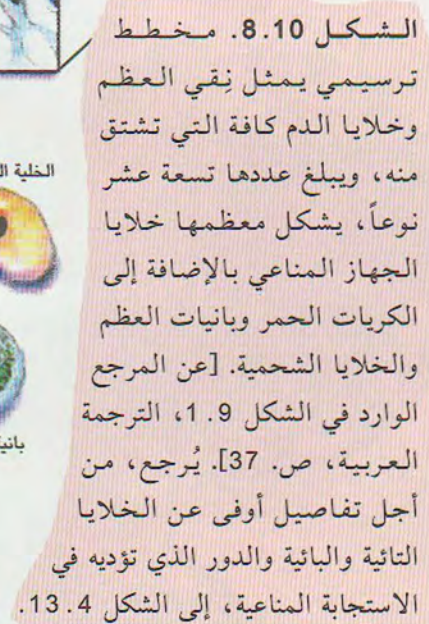 الشكل 8.10. مخطط
ترسيمي يمثل نِقي العظم
وخلايا الدم كافة التي تشتق
منه، ويبلغ عددها تسعة عشر
نوعاً، يشكل معظمها خلايا
الجهاز المناعي بالإضافة إلى
الكريات الحمر وبانيات العظم
والخلايا الشحمية. [عن المرجع
الوارد في الشكل 1.9، الترجمة
العربية، ص. 37]. يُرجع، من
أجل تفاصيل أوفى عن الخلايا
التائية والبائية والدور الذي تؤديه في
الاستجابة المناعية، إلى الشكل 13.4.
الخلية